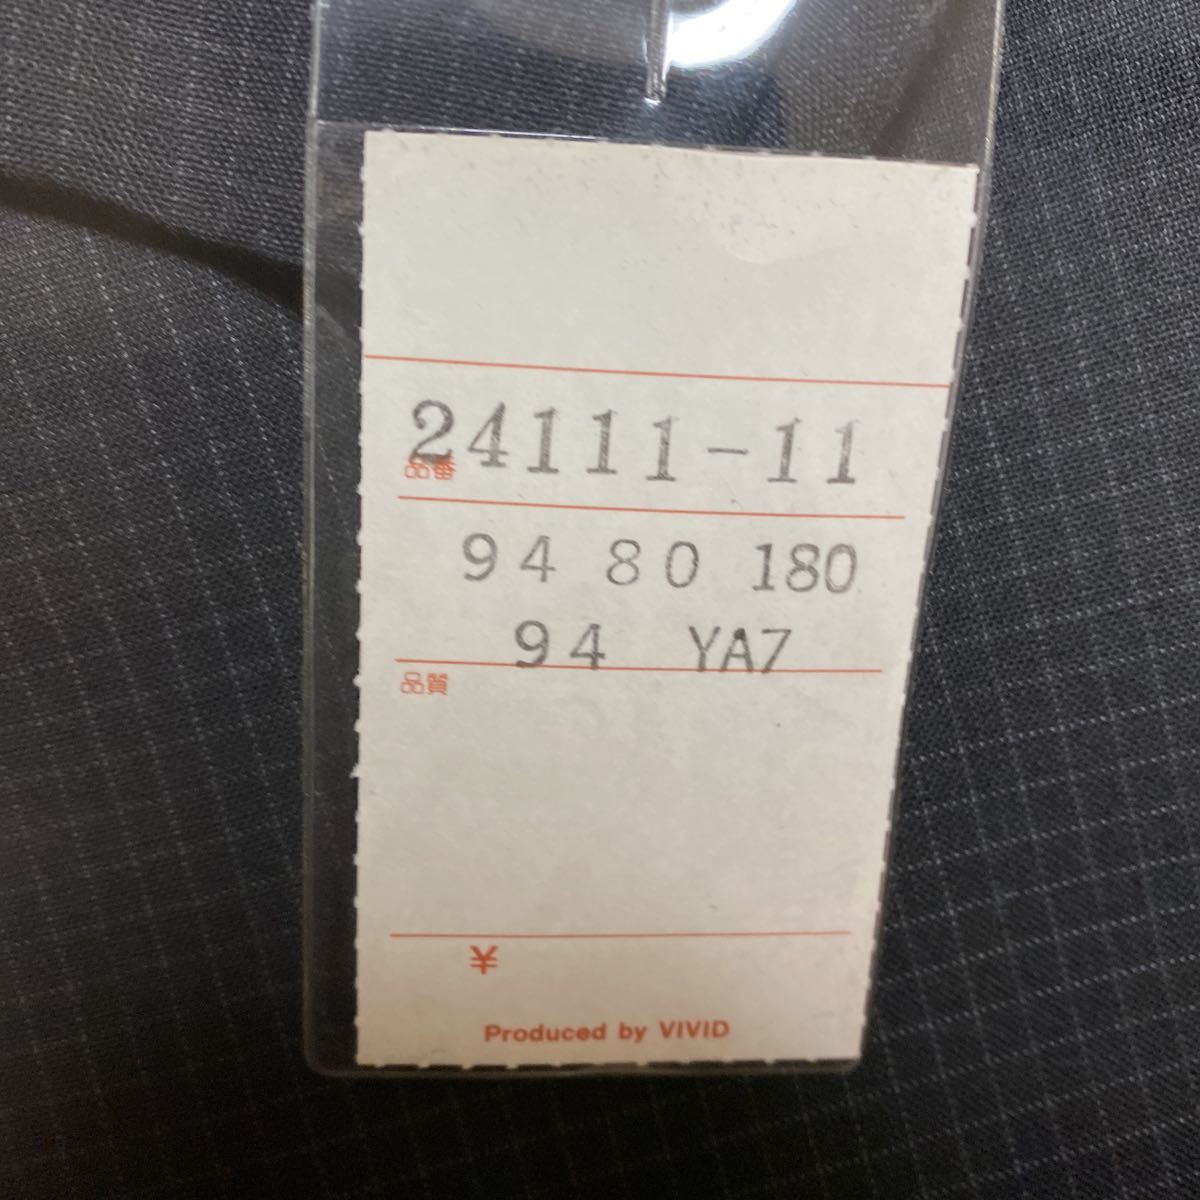 24111-11
品番
94 80 180
94 YA7
品質
¥
Produced by VIVID